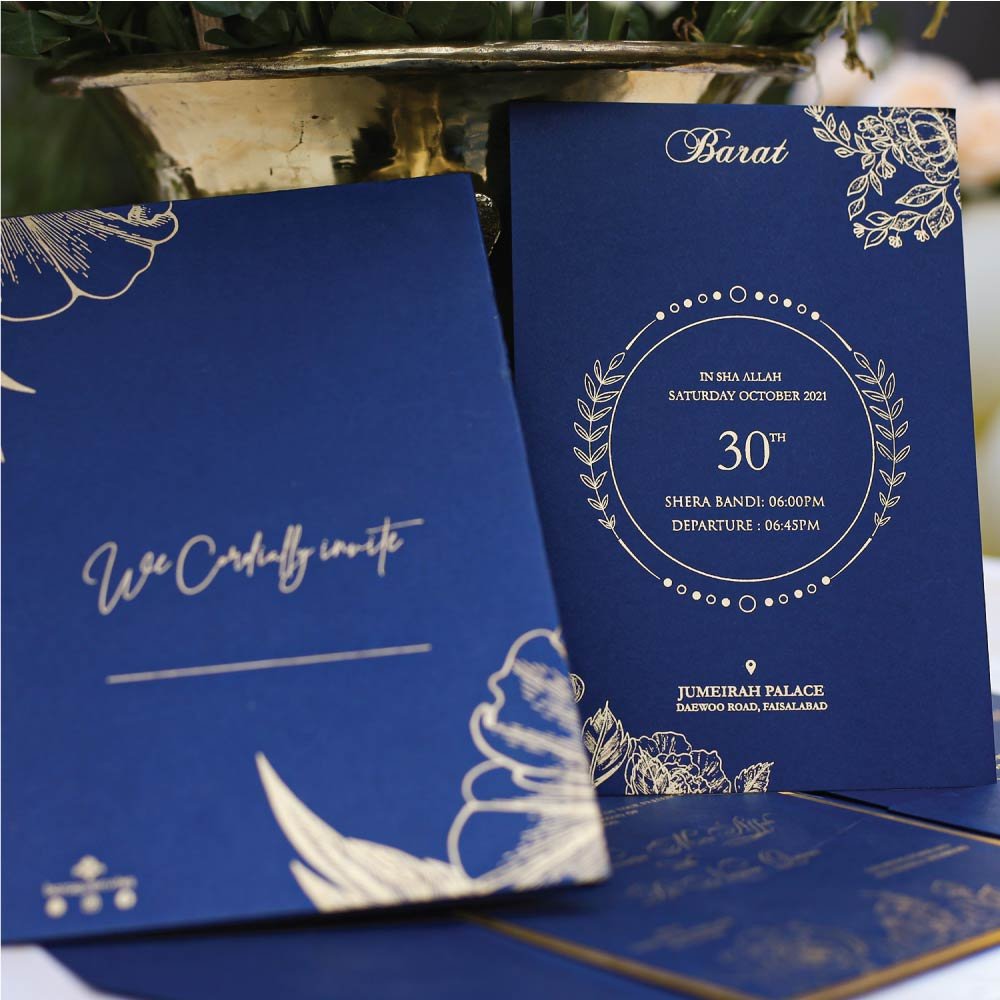 We Cordially invite
Barat
IN SHA ALLAH
SATURDAY OCTOBER 2021
30TH
SHERA BANDI: 06:00PM
DEPARTURE : 06:45PM
JUMEIRAH PALACE
DAEWOO ROAD, FAISALABAD